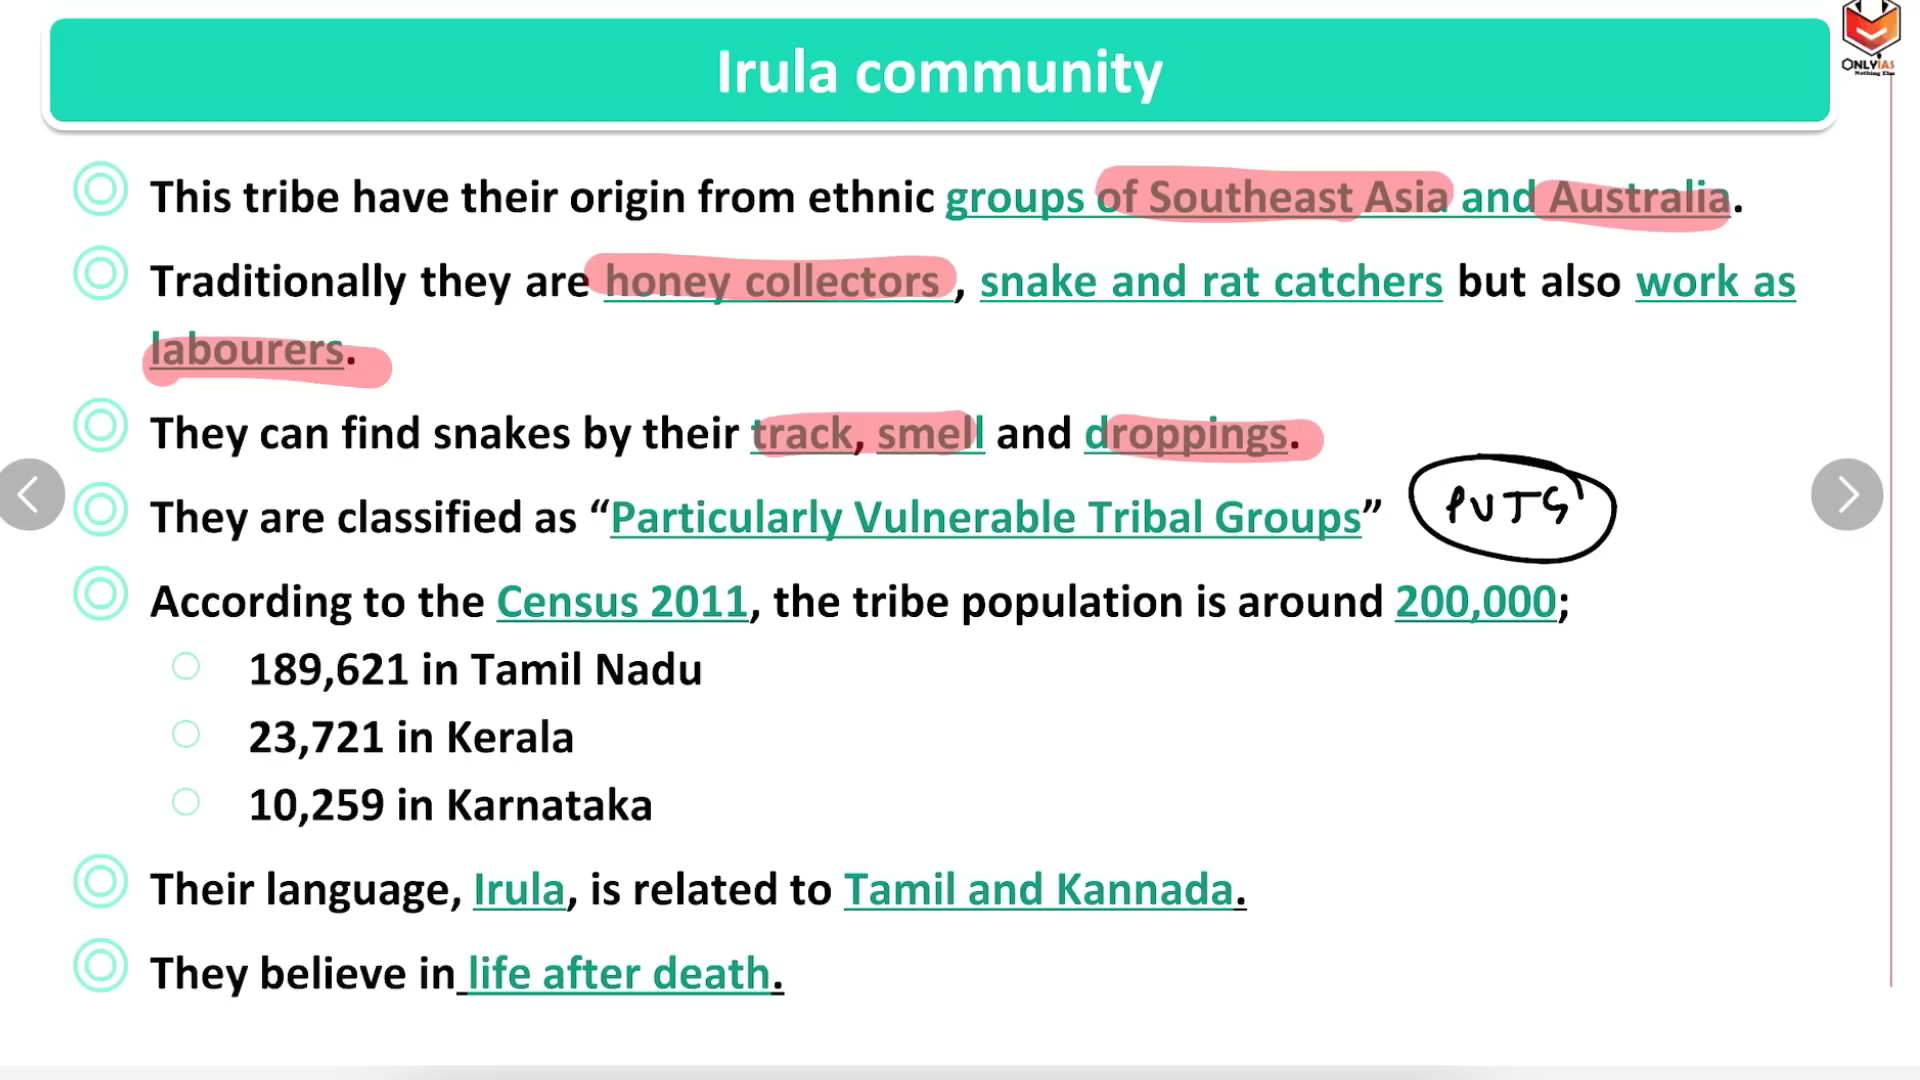 Irula community
ONLYIAS
Nothing Else
This tribe have their origin from ethnic groups of Southeast Asia and Australia.
Traditionally they are honey collectors, snake and rat catchers but also work as
labourers.
They can find snakes by their track, smell and droppings.
They are classified as “Particularly Vulnerable Tribal Groups” PVTG
According to the Census 2011, the tribe population is around 200,000;
189,621 in Tamil Nadu
23,721 in Kerala
10,259 in Karnataka
Their language, Irula, is related to Tamil and Kannada.
They believe in life after death.